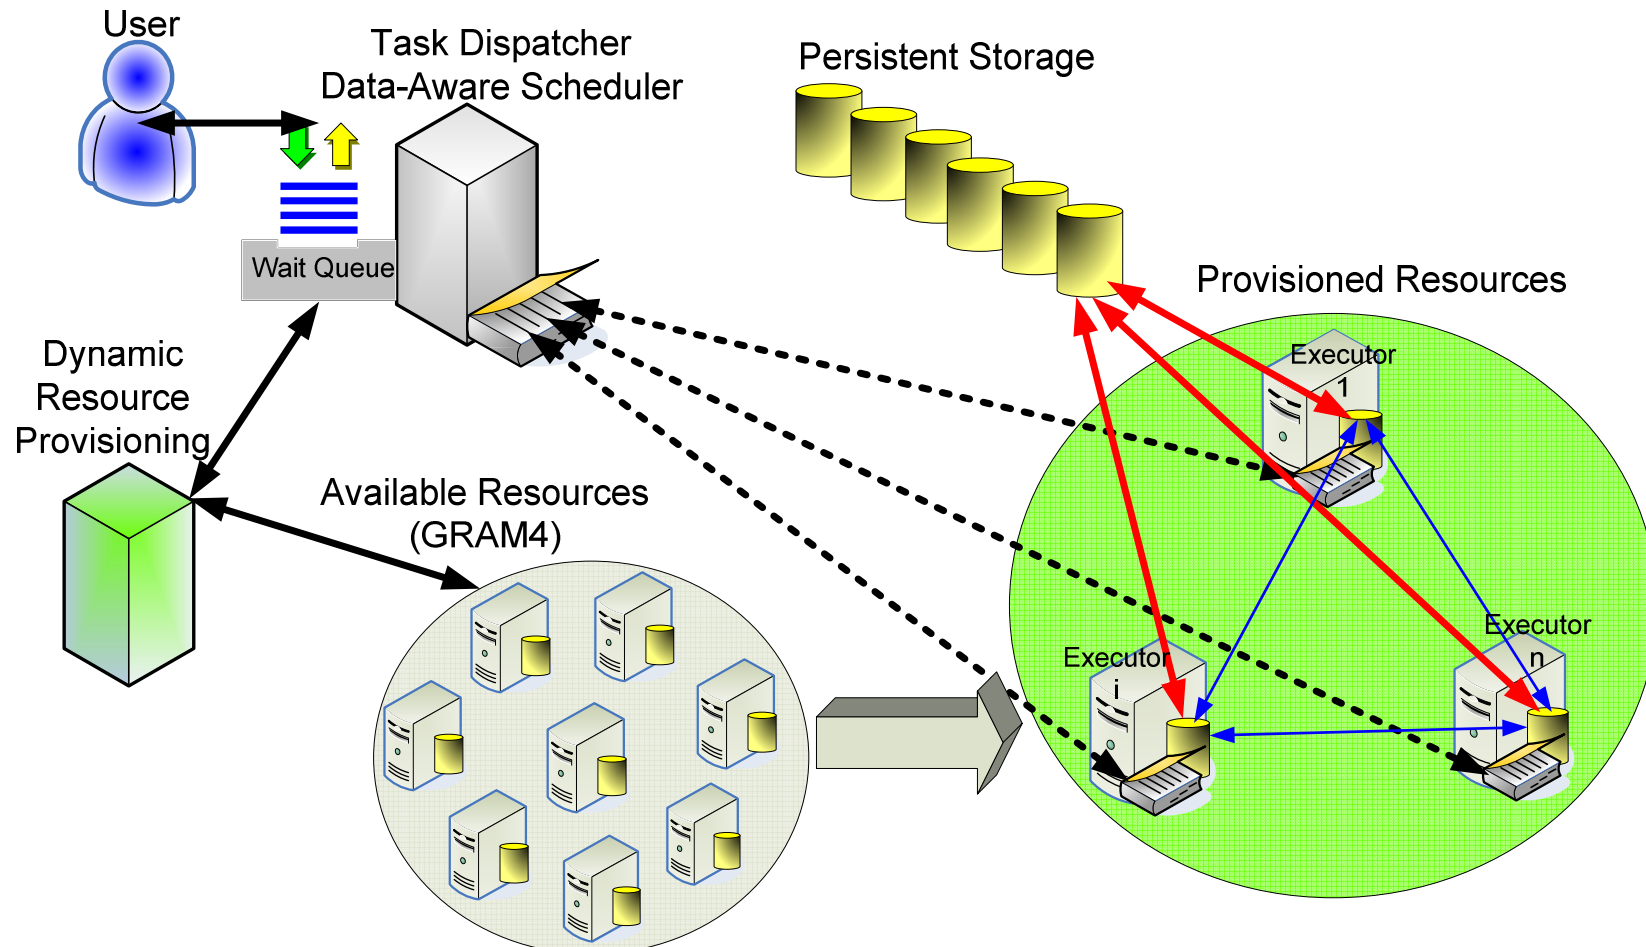 User
Task Dispatcher
Data-Aware Scheduler
Persistent Storage
Wait Queue
Provisioned Resources
Dynamic
Resource
Provisioning
Executor
1
Available Resources
(GRAM4)
Executor
i
Executor
n